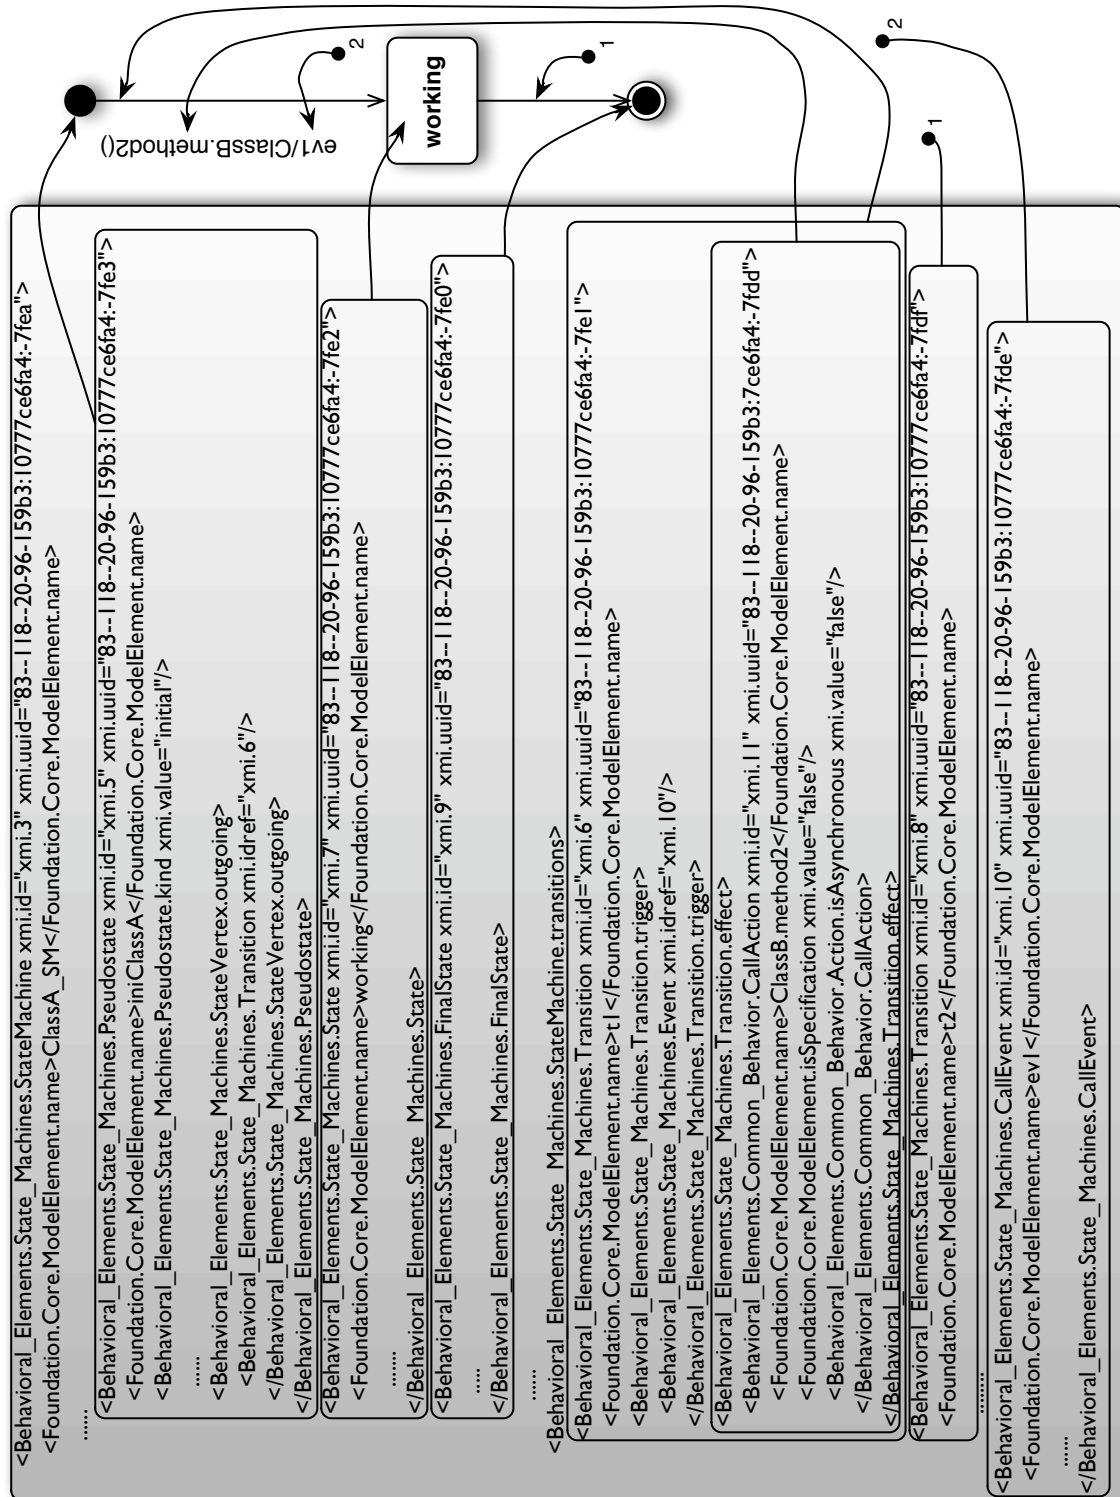 <Behavioral_Elements.State_Machines.StateMachine xmi.id="xmi.3" xmi.uuid="83--118--20-96-159b3:10777ce6fa4:-7fea">
<Foundation.Core.ModelElement.name>ClassA_SM</Foundation.Core.ModelElement.name>
......
<Behavioral_Elements.State_Machines.Pseudostate xmi.id="xmi.5" xmi.uuid="83--118--20-96-159b3:10777ce6fa4:-7fe3">
<Foundation.Core.ModelElement.name>iniClassA</Foundation.Core.ModelElement.name>
<Behavioral_Elements.State_Machines.Pseudostate.kind xmi.value="initial"/>
......
<Behavioral_Elements.State_Machines.StateVertex.outgoing>
<Behavioral_Elements.State_Machines.Transition xmi.idref="xmi.6"/>
</Behavioral_Elements.State_Machines.StateVertex.outgoing>
</Behavioral_Elements.State_Machines.Pseudostate>
<Behavioral_Elements.State_Machines.State xmi.id="xmi.7" xmi.uuid="83--118--20-96-159b3:10777ce6fa4:-7fe2">
<Foundation.Core.ModelElement.name>working</Foundation.Core.ModelElement.name>
......
</Behavioral_Elements.State_Machines.State>
<Behavioral_Elements.State_Machines.FinalState xmi.id="xmi.9" xmi.uuid="83--118--20-96-159b3:10777ce6fa4:-7fe0">
......
</Behavioral_Elements.State_Machines.FinalState>
......
<Behavioral_Elements.State_Machines.StateMachine.transitions>
<Behavioral_Elements.State_Machines.Transition xmi.id="xmi.6" xmi.uuid="83--118--20-96-159b3:10777ce6fa4:-7fe1">
<Foundation.Core.ModelElement.name>t1</Foundation.Core.ModelElement.name>
<Behavioral_Elements.State_Machines.Transition.trigger>
<Behavioral_Elements.State_Machines.Event xmi.idref="xmi.10"/>
</Behavioral_Elements.State_Machines.Transition.trigger>
<Behavioral_Elements.State_Machines.Transition.effect>
<Behavioral_Elements.Common_Behavior.CallAction xmi.id="xmi.11" xmi.uuid="83--118--20-96-159b3:7ce6fa4:-7fdd">
<Foundation.Core.ModelElement.name>ClassB.method2</Foundation.Core.ModelElement.name>
<Foundation.Core.ModelElement.isSpecification xmi.value="false"/>
<Behavioral_Elements.Common_Behavior.Action.isAsynchronous xmi.value="false"/>
</Behavioral_Elements.Common_Behavior.CallAction>
</Behavioral_Elements.State_Machines.Transition.effect>
<Behavioral_Elements.State_Machines.Transition xmi.id="xmi.8" xmi.uuid="83--118--20-96-159b3:10777ce6fa4:-7fdf">
<Foundation.Core.ModelElement.name>t2</Foundation.Core.ModelElement.name>
........
<Behavioral_Elements.State_Machines.CallEvent xmi.id="xmi.10" xmi.uuid="83--118--20-96-159b3:10777ce6fa4:-7fde">
<Foundation.Core.ModelElement.name>ev1</Foundation.Core.ModelElement.name>
......
</Behavioral_Elements.State_Machines.CallEvent>
ev1/ClassB.method2()
2
working
1
2
1